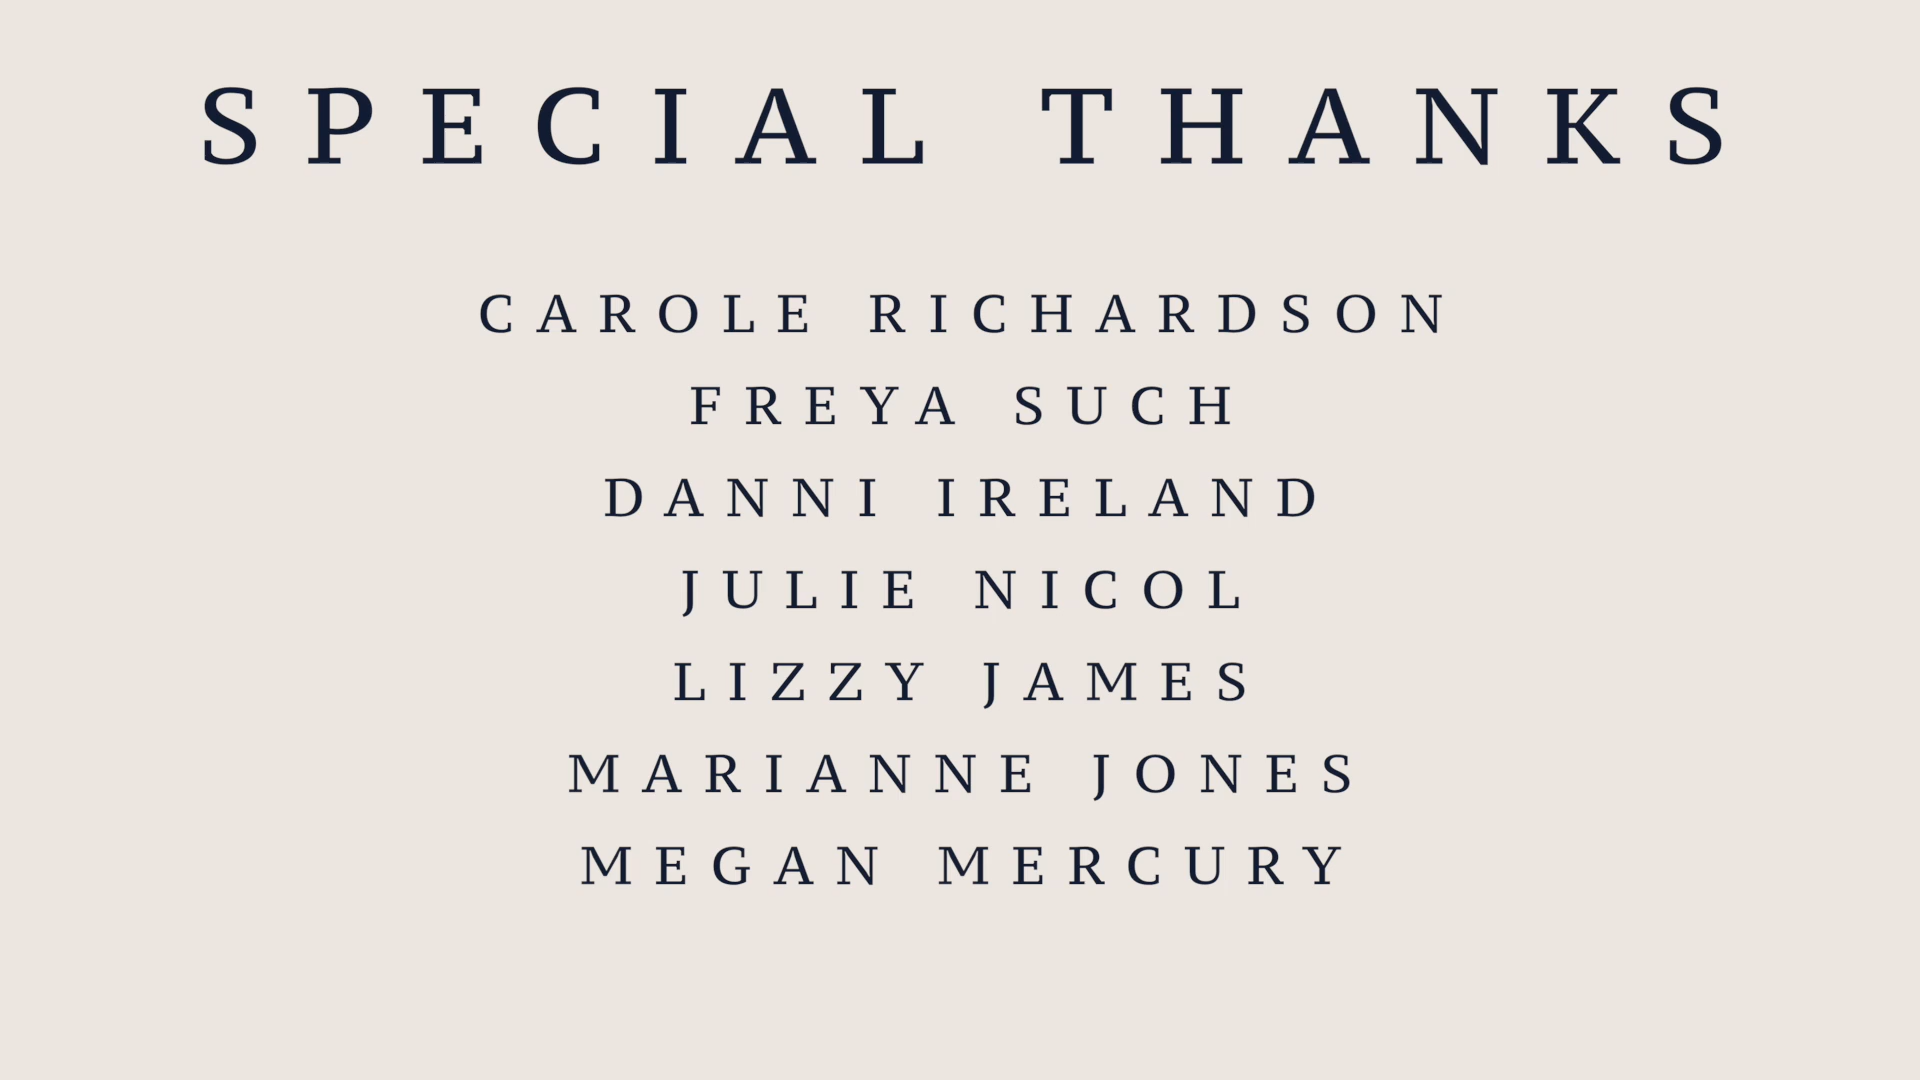 SPECIAL THANKS
CAROLE RICHARDSON
FREYA SUCH
DANNI IRELAND
JULIE NICOL
LIZZY JAMES
MARIANNE JONES
MEGAN MERCURY